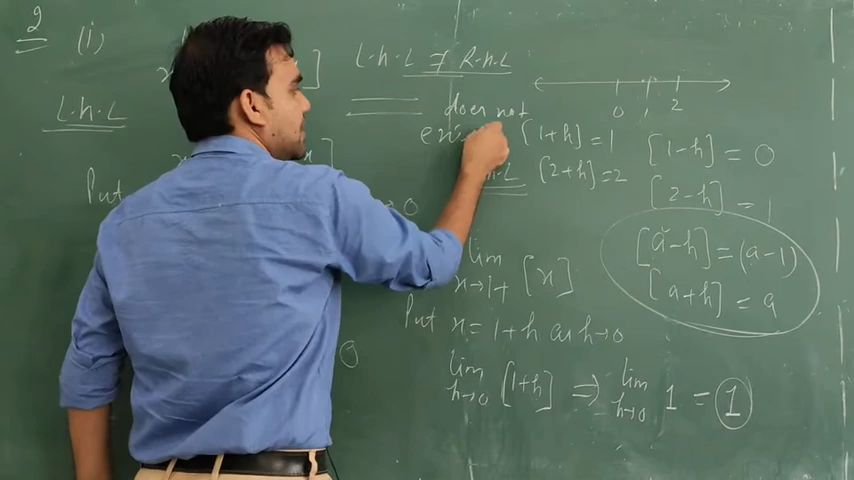 2 (i)
L.h.L
Put
0
L.h.L ≠ R.h.L
does not
0 1 2
[1+h] = 1
[2+h] = 2
[1-h] = 0
[2-h] = 1
[a-h] = (a-1)
[a+h] = a
lim x→1+ [x]
Put x = 1+h as h→0
lim h→0 [1+h] ⇒ lim h→0 1 = 1